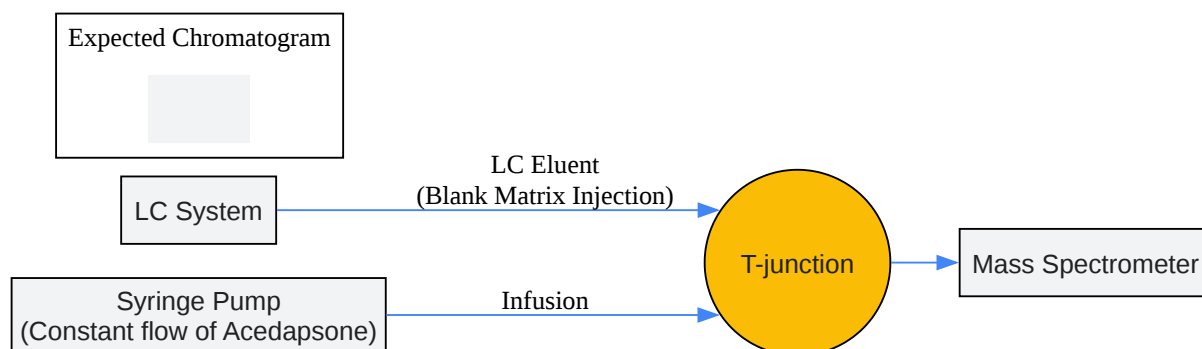 Expected Chromatogram
LC Eluent
(Blank Matrix Injection)
LC System
T-junction
Mass Spectrometer
Syringe Pump
(Constant flow of Acedapsone)
Infusion